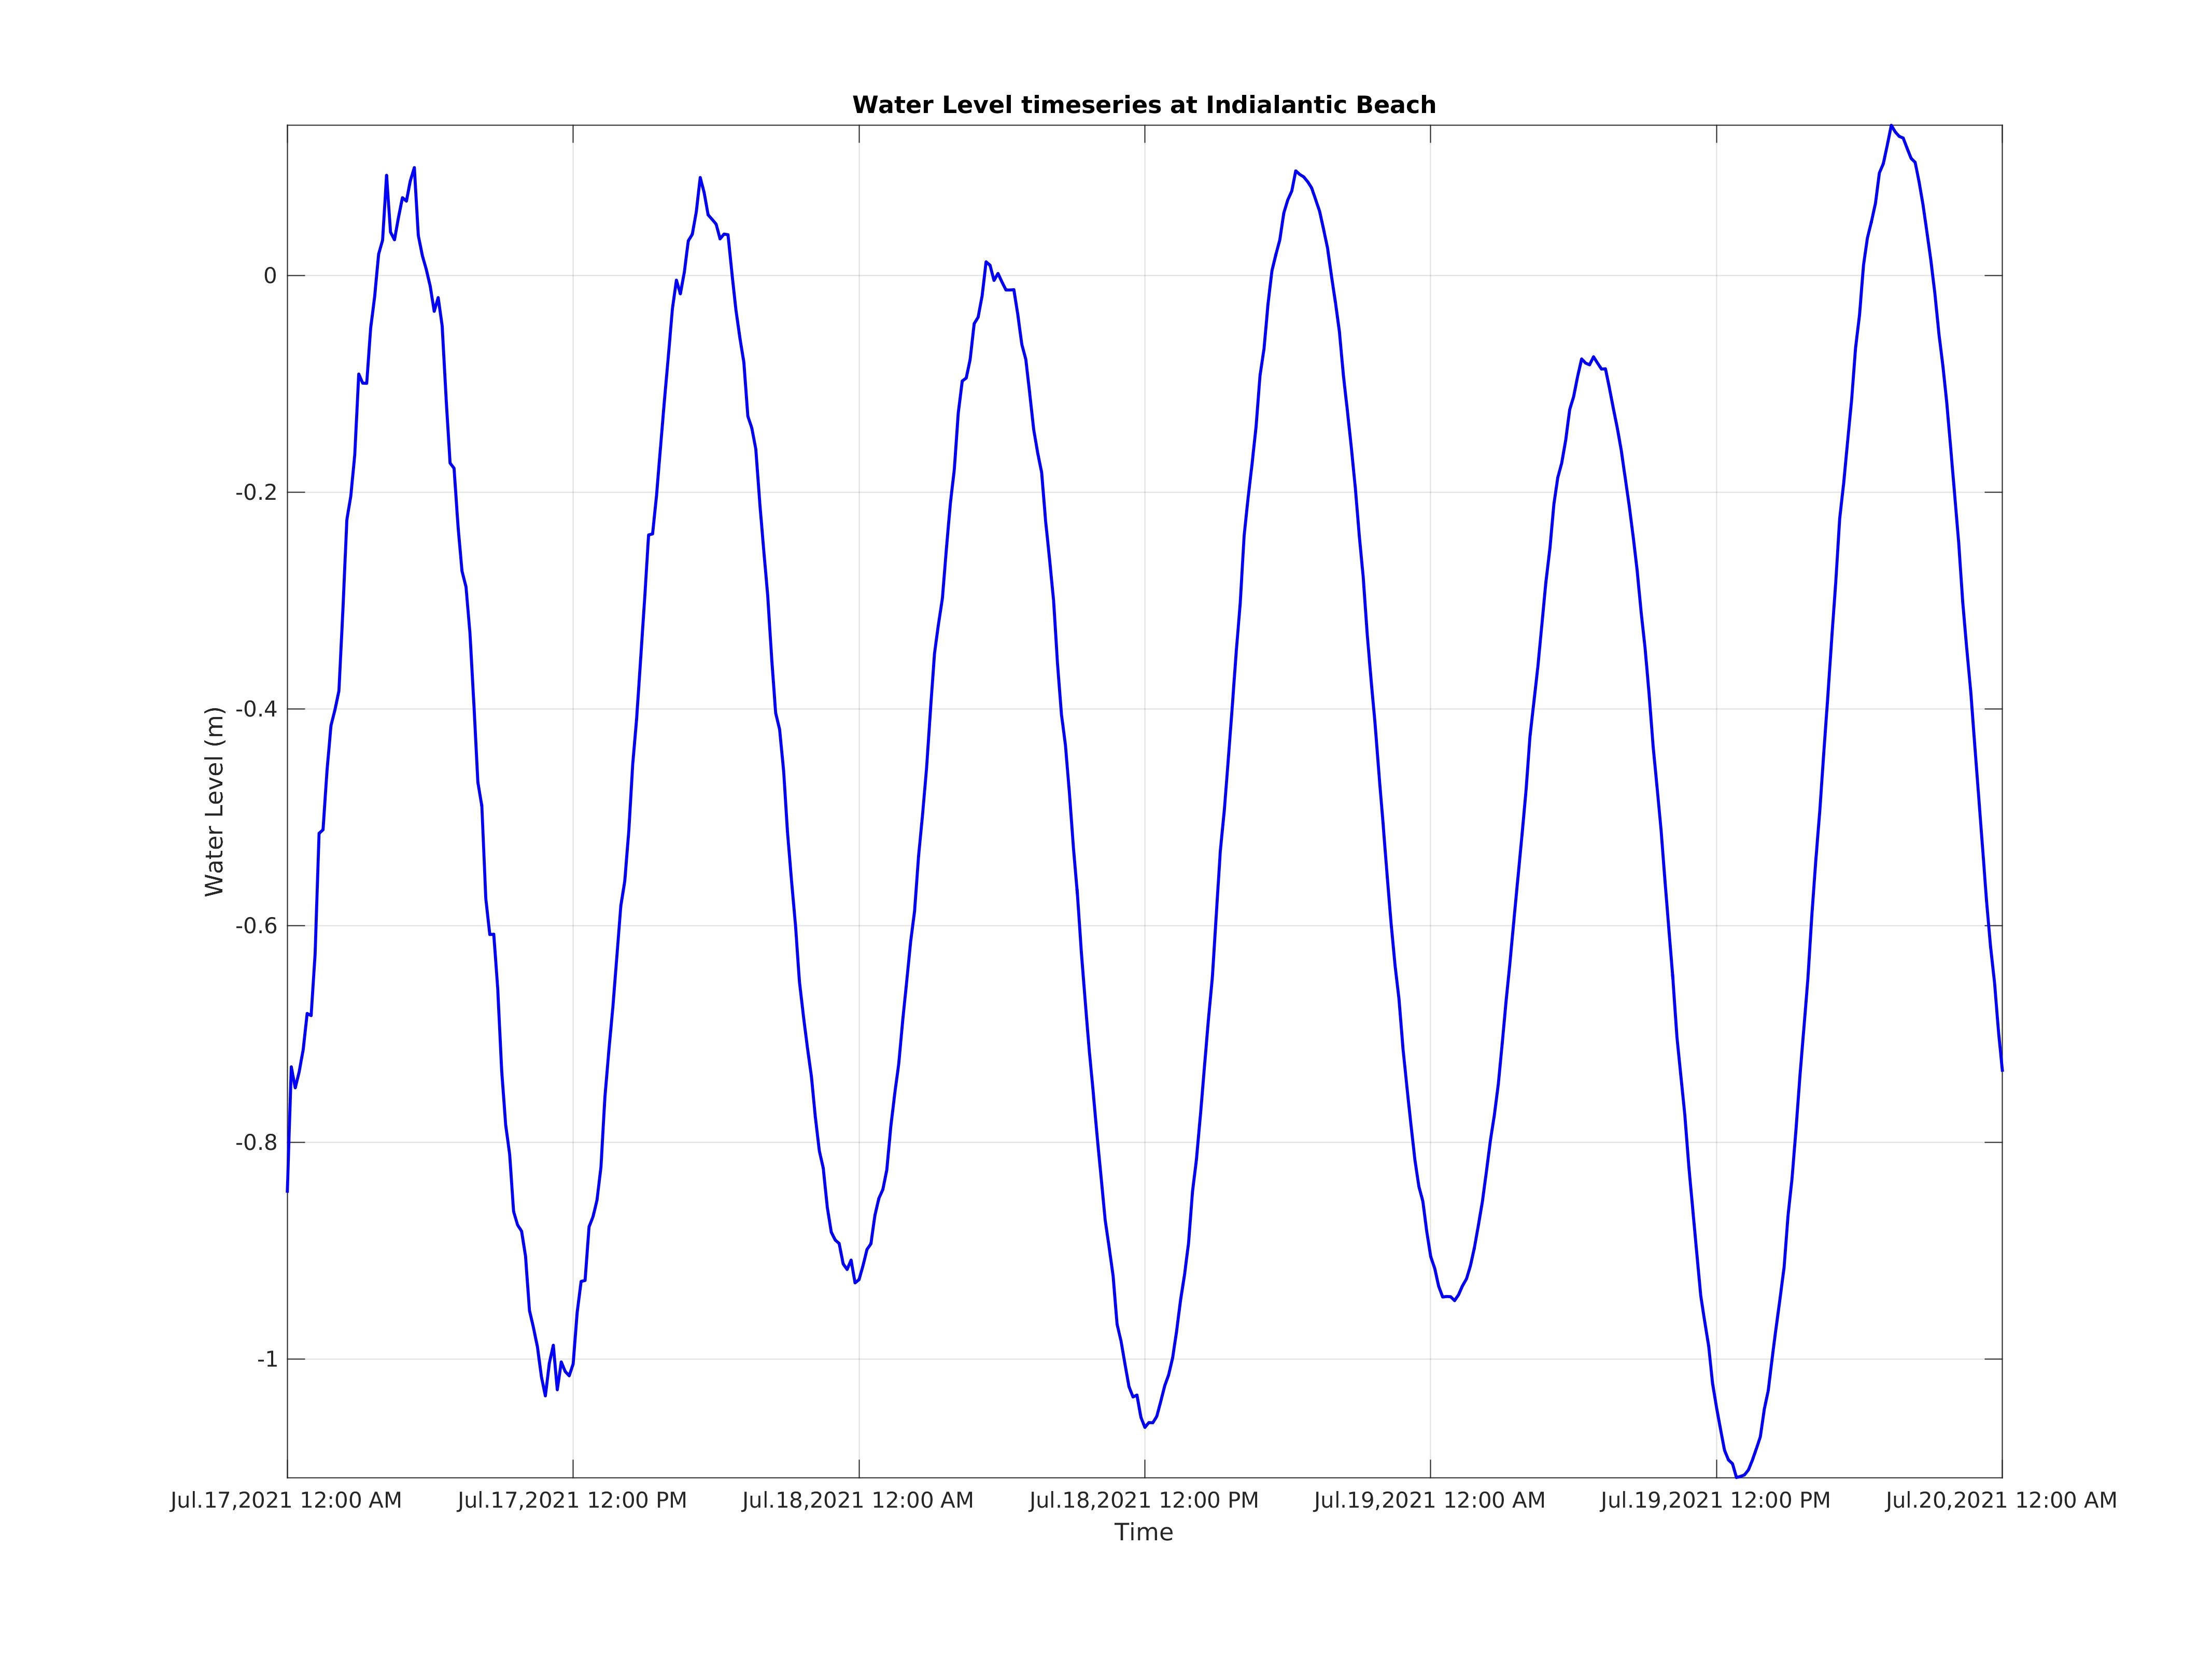 Water Level timeseries at Indialantic Beach
0
-0.2
-0.4
-0.6
-0.8
-1
Water Level (m)
Jul.17,2021 12:00 AM
Jul.17,2021 12:00 PM
Jul.18,2021 12:00 AM
Jul.18,2021 12:00 PM
Jul.19,2021 12:00 AM
Jul.19,2021 12:00 PM
Jul.20,2021 12:00 AM
Time